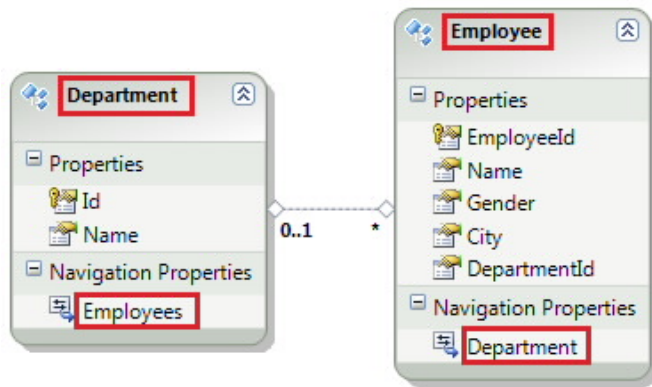 Department
Properties
Id
Name
Navigation Properties
Employees
0..1
*
Employee
Properties
EmployeeId
Name
Gender
City
DepartmentId
Navigation Properties
Department